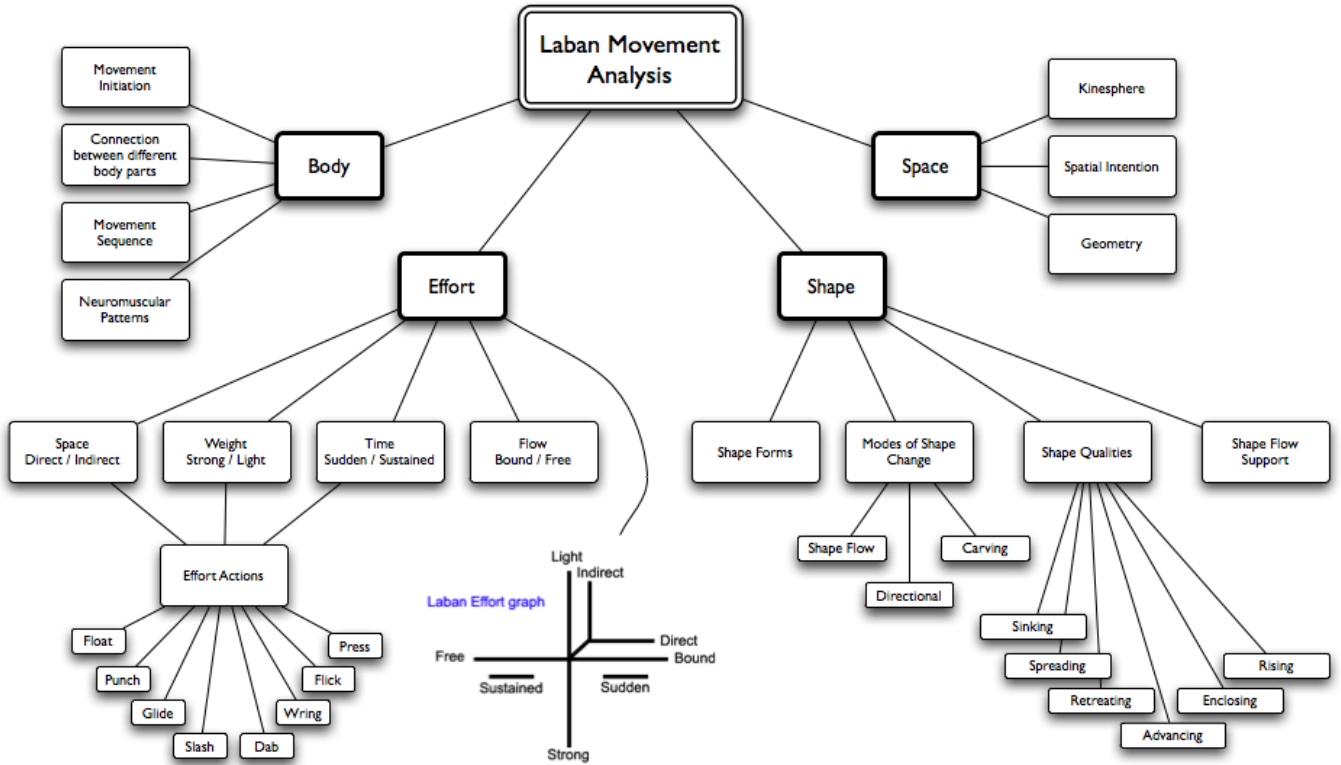 Laban Movement
Analysis
Movement
Initiation
Connection
between different
body parts
Movement
Sequence
Neuromuscular
Patterns
Body
Space
Kinesphere
Spatial Intention
Geometry
Effort
Shape
Space
Direct / Indirect
Weight
Strong / Light
Time
Sudden / Sustained
Flow
Bound / Free
Shape Forms
Modes of Shape
Change
Shape Qualities
Shape Flow
Support
Effort Actions
Float
Punch
Glide
Slash
Dab
Wring
Flick
Press
Laban Effort graph
Light
Indirect
Direct
Free
Bound
Sustained
Sudden
Strong
Shape Flow
Directional
Carving
Sinking
Spreading
Retreating
Advancing
Enclosing
Rising